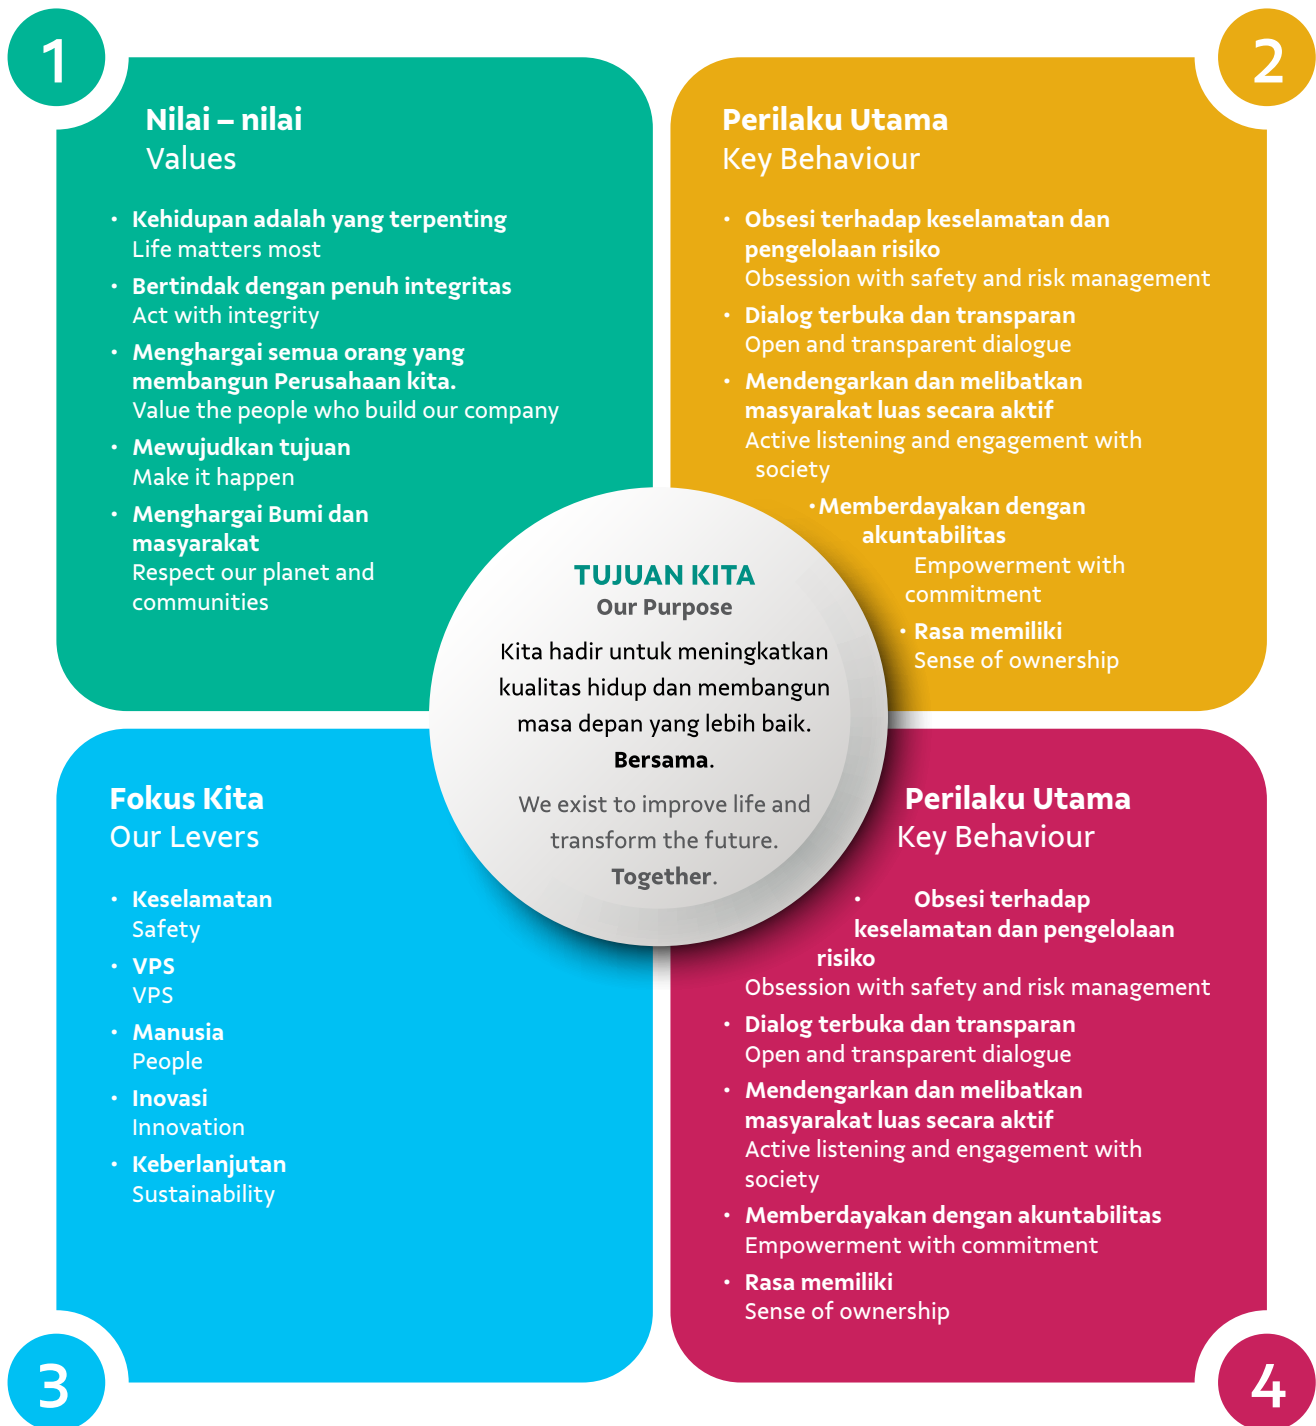 1
Nilai – nilai
Values
• Kehidupan adalah yang terpenting
Life matters most
• Bertindak dengan penuh integritas
Act with integrity
• Menghargai semua orang yang
membangun Perusahaan kita.
Value the people who build our company
• Mewujudkan tujuan
Make it happen
• Menghargai Bumi dan
masyarakat
Respect our planet and
communities
2
Perilaku Utama
Key Behaviour
• Obsesi terhadap keselamatan dan
pengelolaan risiko
Obsession with safety and risk management
• Dialog terbuka dan transparan
Open and transparent dialogue
• Mendengarkan dan melibatkan
masyarakat luas secara aktif
Active listening and engagement with
society
• Memberdayakan dengan
akuntabilitas
Empowerment with
commitment
• Rasa memiliki
Sense of ownership
TUJUAN KITA
Our Purpose
Kita hadir untuk meningkatkan
kualitas hidup dan membangun
masa depan yang lebih baik.
Bersama.
We exist to improve life and
transform the future.
Together.
Fokus Kita
Our Levers
• Keselamatan
Safety
• VPS
VPS
• Manusia
People
• Inovasi
Innovation
• Keberlanjutan
Sustainability
3
Perilaku Utama
Key Behaviour
• Obsesi terhadap
keselamatan dan pengelolaan
risiko
Obsession with safety and risk management
• Dialog terbuka dan transparan
Open and transparent dialogue
• Mendengarkan dan melibatkan
masyarakat luas secara aktif
Active listening and engagement with
society
• Memberdayakan dengan akuntabilitas
Empowerment with commitment
• Rasa memiliki
Sense of ownership
4